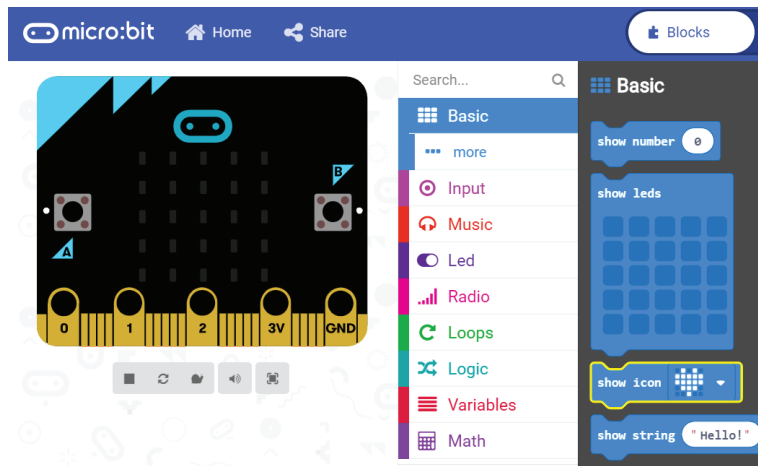 micro:bit
Home
Share
Blocks
Search...
Basic
more
Input
Music
Led
Radio
Loops
Logic
Variables
Math
Basic
show number 0
show leds
show icon
show string "Hello!"
A
B
0 1 2 3V GND